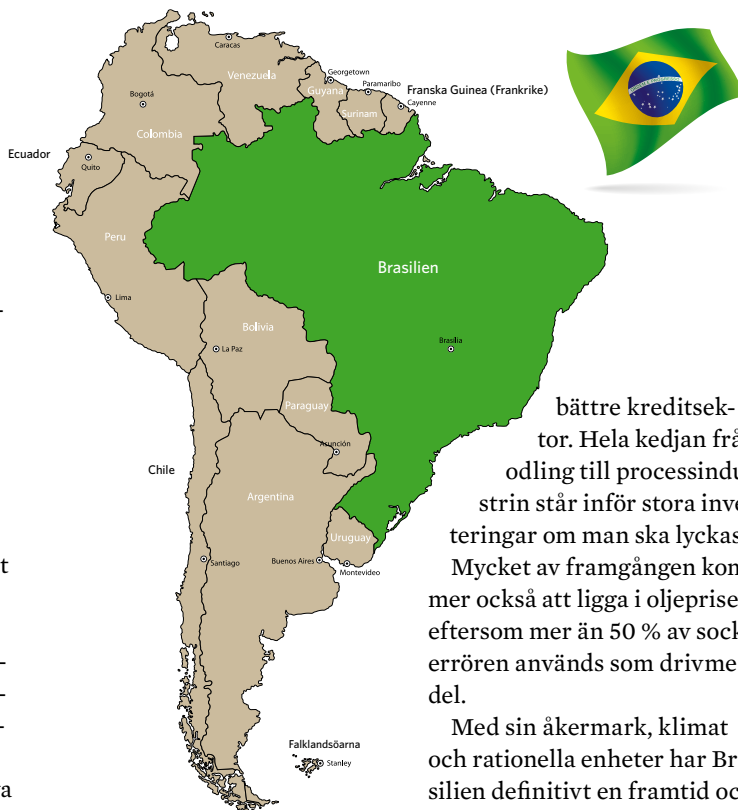 Caracas
Venezuela
Georgetown
Guyana
Paramaribo
Surinam
Franska Guinea (Frankrike)
Cayenne
Bogotá
Colombia
Ecuador
Quito
Peru
Lima
Brasilien
Brasilia
Bolivia
La Paz
Paraguay
Asunción
Chile
Argentina
Uruguay
Santiago
Buenos Aires
Montevideo
Falklandsöarna
Stanley
-
t
-
-
-
a
bättre kreditsek-
tor. Hela kedjan frå
odling till processindu
strin står inför stora inve
teringar om man ska lyckas
Mycket av framgången kom
mer också att ligga i oljeprise
eftersom mer än 50 % av sock
errören används som drivme
del.
Med sin åkermark, klimat
och rationella enheter har Br
silien definitivt en framtid oc